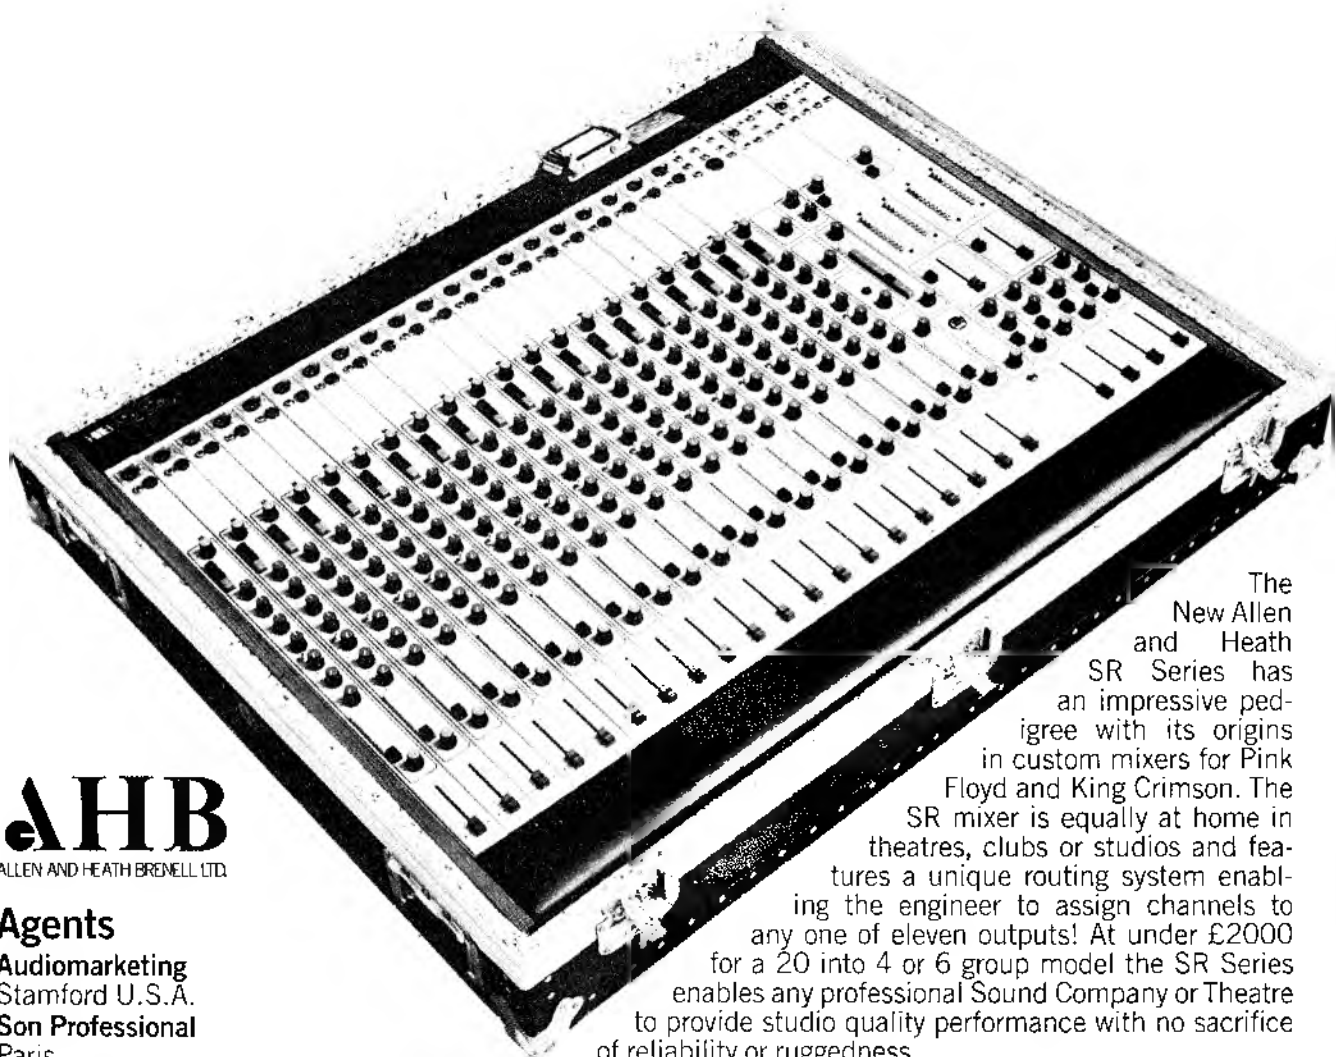 The
New Allen
and Heath
SR Series has
an impressive ped-
igree with its origins
in custom mixers for Pink
Floyd and King Crimson. The
SR mixer is equally at home in
theatres, clubs or studios and fea-
tures a unique routing system enabl-
ing the engineer to assign channels to
any one of eleven outputs! At under £2000
for a 20 into 4 or 6 group model the SR Series
enables any professional Sound Company or Theatre
to provide studio quality performance with no sacrifice
of reliability or ruggedness
AHB
ALLEN AND HEATH BRENELL LTD.
Agents
Audiomarketing
Stamford U.S.A.
Son Professional
Paris